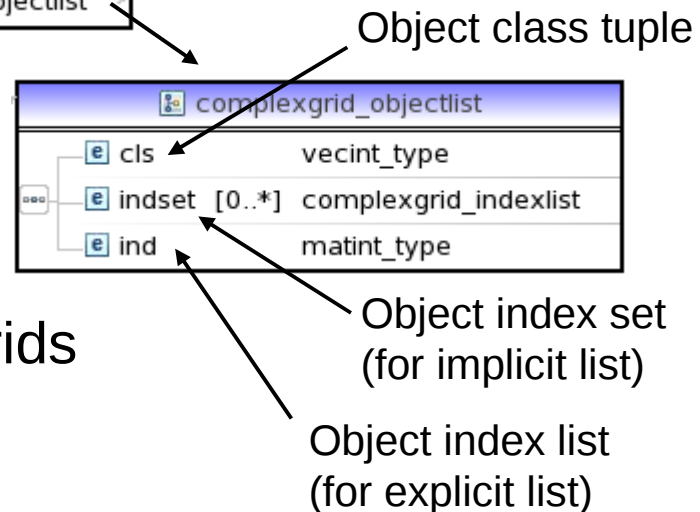 Object class tuple
complexgrid_objectlist
e cls vecint_type
e indset [0..*] complexgrid_indexlist
e ind matint_type
Object index set
(for implicit list)
Object index list
(for explicit list)